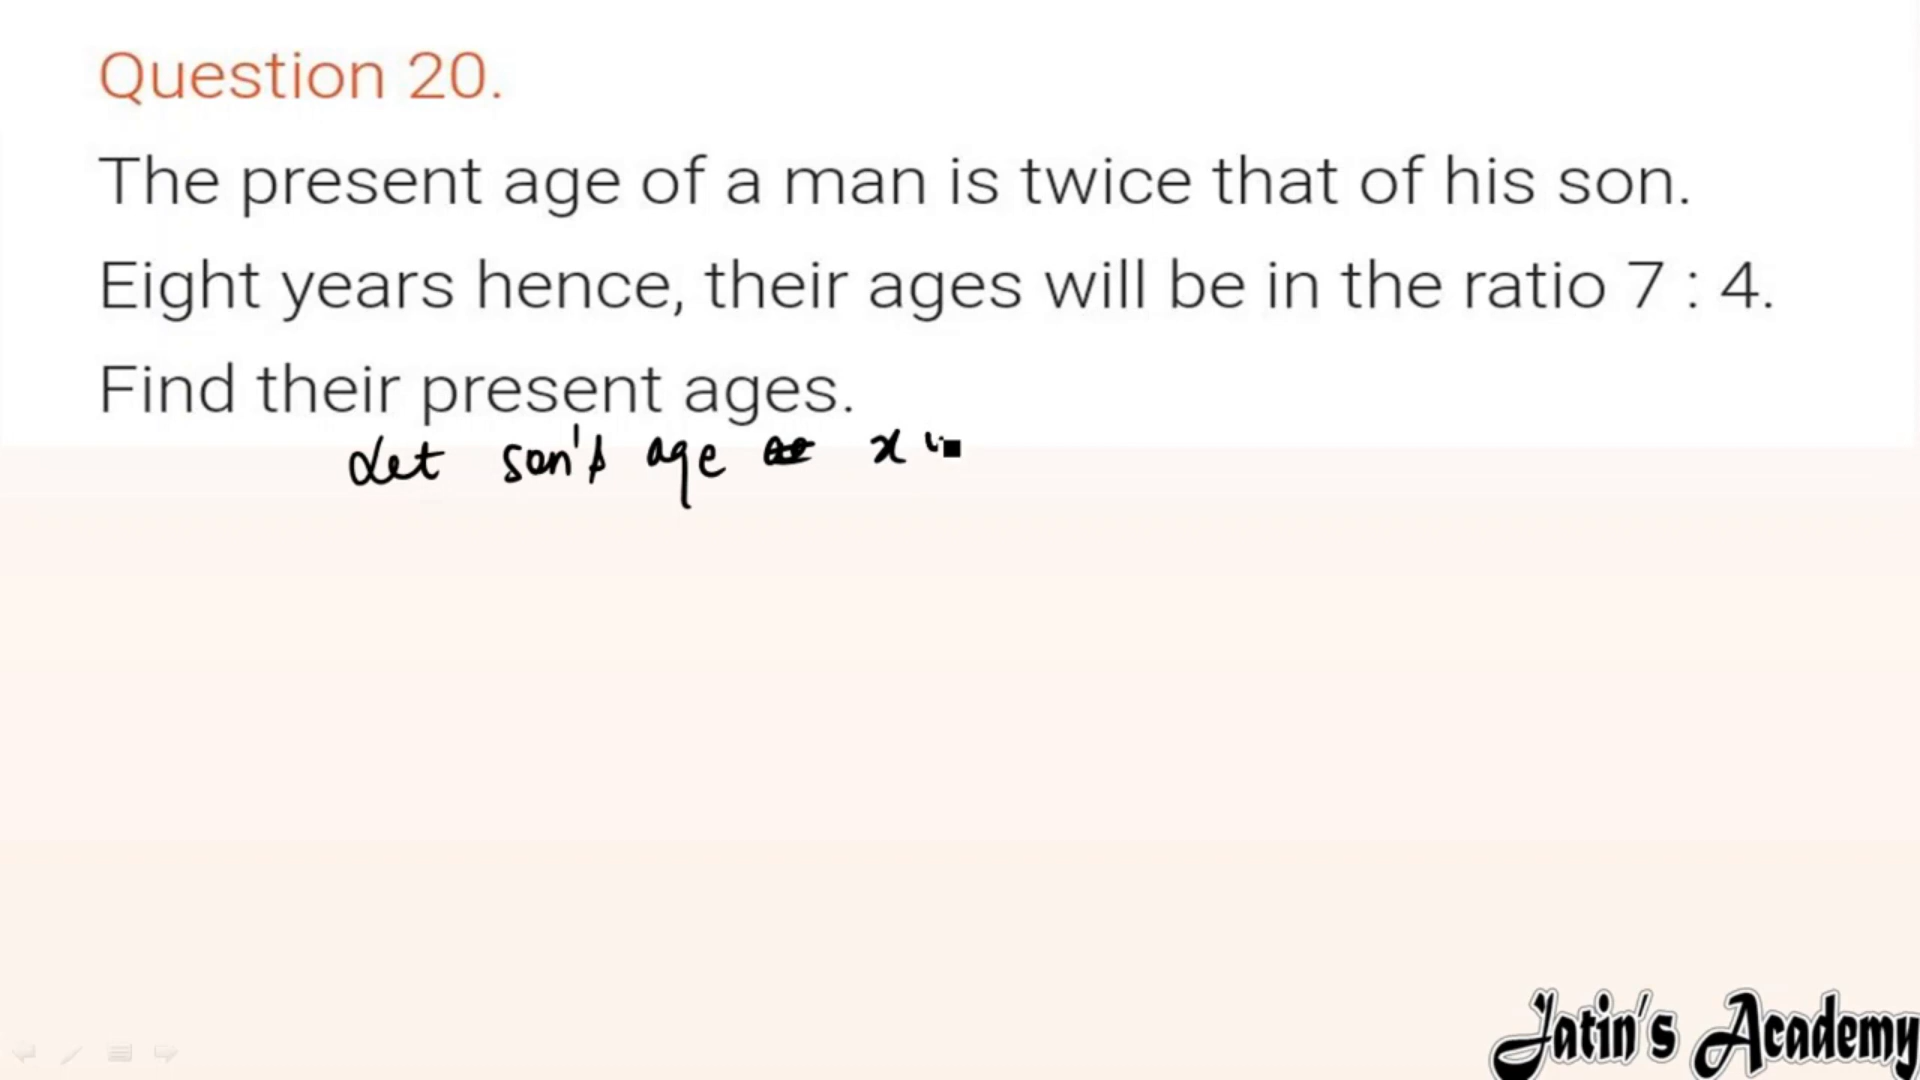 Question 20.
The present age of a man is twice that of his son.
Eight years hence, their ages will be in the ratio 7 : 4.
Find their present ages.
Let son's age x
Jatin's Academy